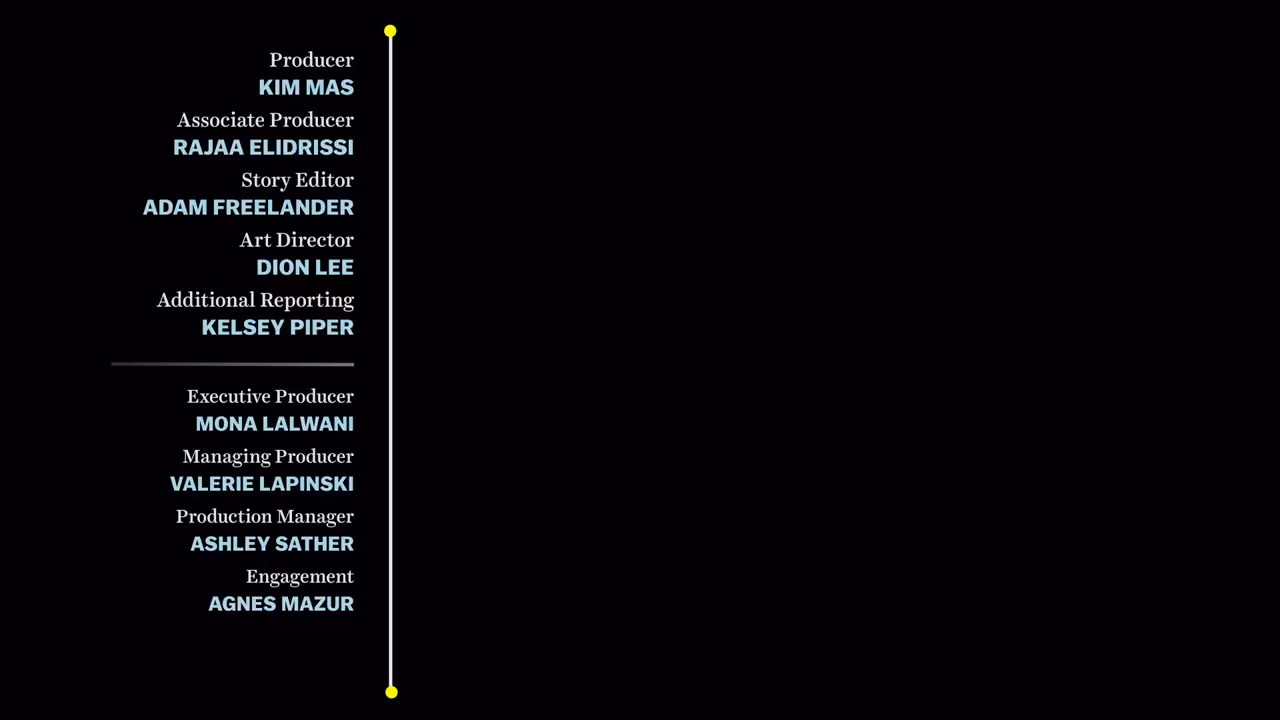 Producer
KIM MAS
Associate Producer
RAJAA ELIDRISSI
Story Editor
ADAM FREELANDER
Art Director
DION LEE
Additional Reporting
KELSEY PIPER
Executive Producer
MONA LALWANI
Managing Producer
VALERIE LAPINSKI
Production Manager
ASHLEY SATHER
Engagement
AGNES MAZUR